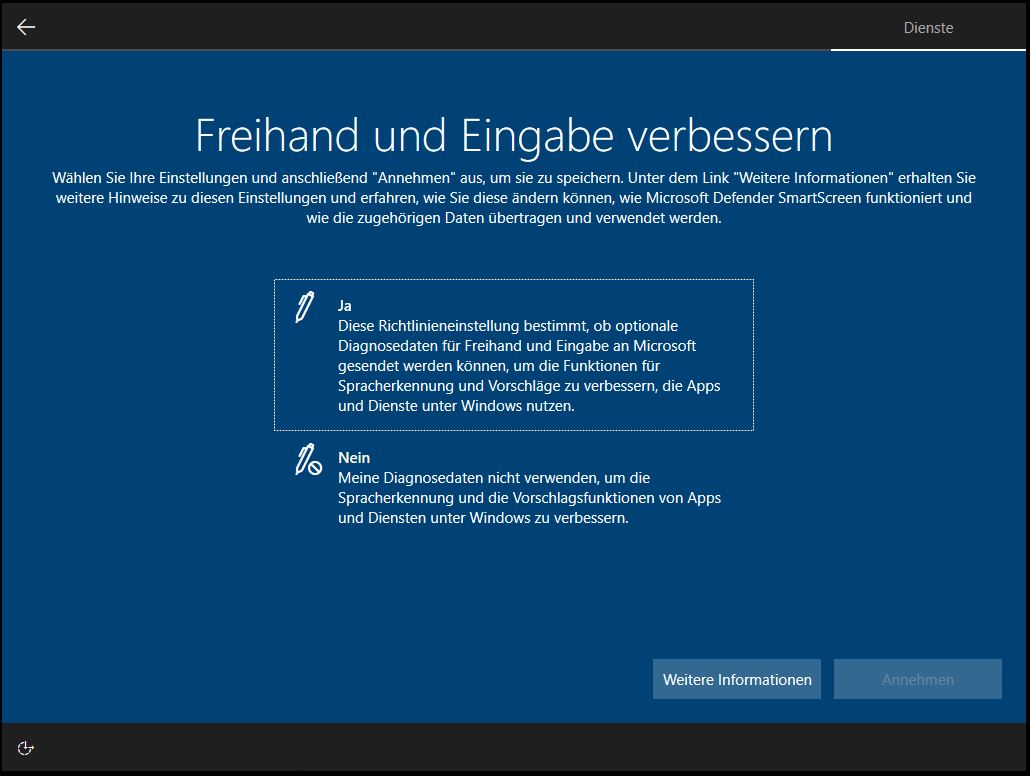 Dienste
Freihand und Eingabe verbessern
Wählen Sie Ihre Einstellungen und anschließend "Annehmen" aus, um sie zu speichern. Unter dem Link "Weitere Informationen" erhalten Sie
weitere Hinweise zu diesen Einstellungen und erfahren, wie Sie diese ändern können, wie Microsoft Defender SmartScreen funktioniert und
wie die zugehörigen Daten übertragen und verwendet werden.
Ja
Diese Richtlinieneinstellung bestimmt, ob optionale
Diagnosedaten für Freihand und Eingabe an Microsoft
gesendet werden können, um die Funktionen für
Spracherkennung und Vorschläge zu verbessern, die Apps
und Dienste unter Windows nutzen.
Nein
Meine Diagnosedaten nicht verwenden, um die
Spracherkennung und die Vorschlagsfunktionen von Apps
und Diensten unter Windows zu verbessern.
Weitere Informationen
Annehmen